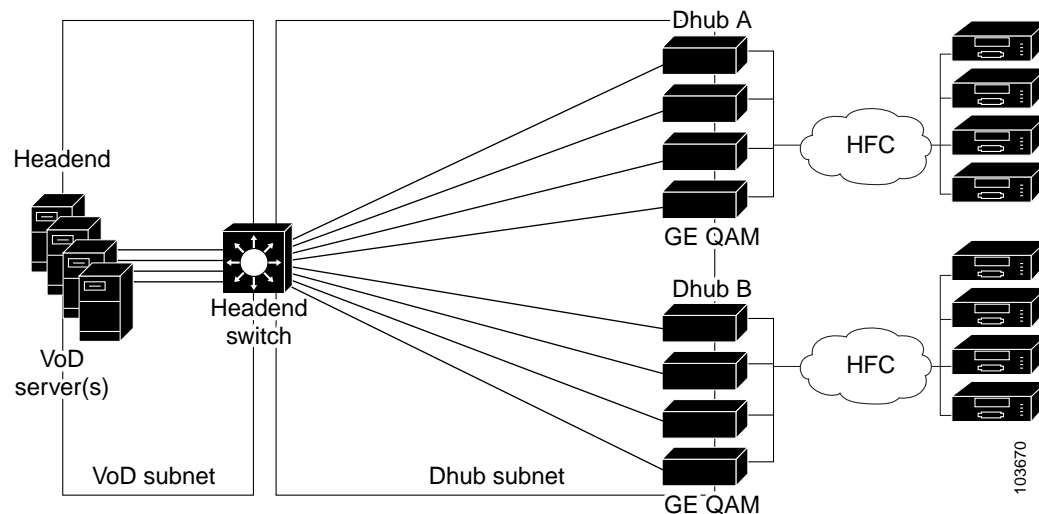 Dhub A
Headend
HFC
GE QAM
Dhub B
Headend
switch
VoD
server(s)
HFC
VoD subnet
Dhub subnet
GE QAM
103670